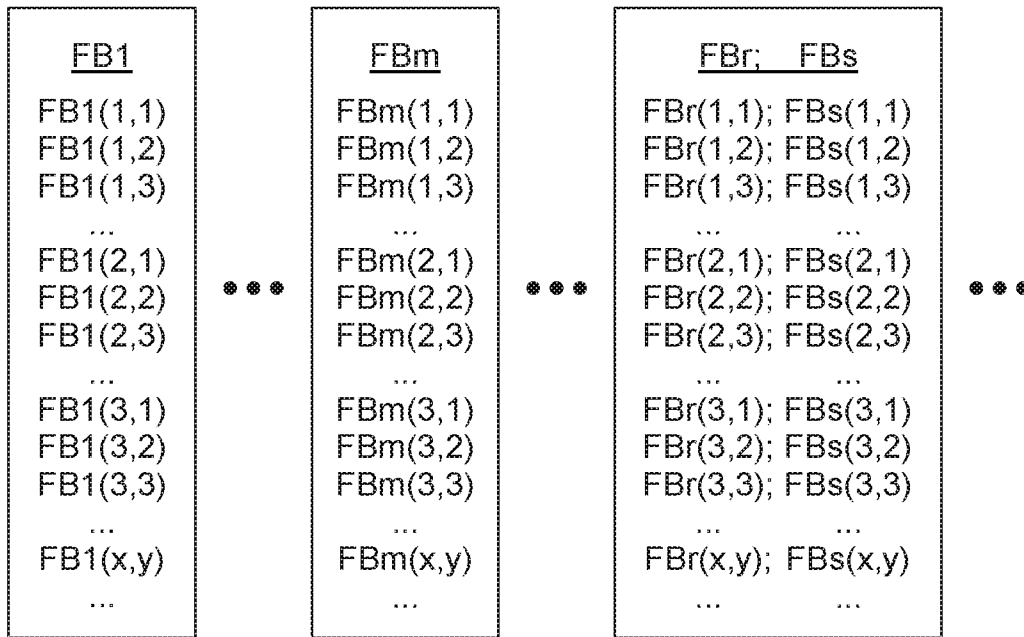 FB1
FB1(1,1)
FB1(1,2)
FB1(1,3)
...
FB1(2,1)
FB1(2,2)
FB1(2,3)
...
FB1(3,1)
FB1(3,2)
FB1(3,3)
...
FB1(x,y)
...
•••
FBm
FBm(1,1)
FBm(1,2)
FBm(1,3)
...
FBm(2,1)
FBm(2,2)
FBm(2,3)
...
FBm(3,1)
FBm(3,2)
FBm(3,3)
...
FBm(x,y)
...
•••
FBr; FBs
FBr(1,1); FBs(1,1)
FBr(1,2); FBs(1,2)
FBr(1,3); FBs(1,3)
... ...
FBr(2,1); FBs(2,1)
FBr(2,2); FBs(2,2)
FBr(2,3); FBs(2,3)
... ...
FBr(3,1); FBs(3,1)
FBr(3,2); FBs(3,2)
FBr(3,3); FBs(3,3)
... ...
FBr(x,y); FBs(x,y)
... ...
•••